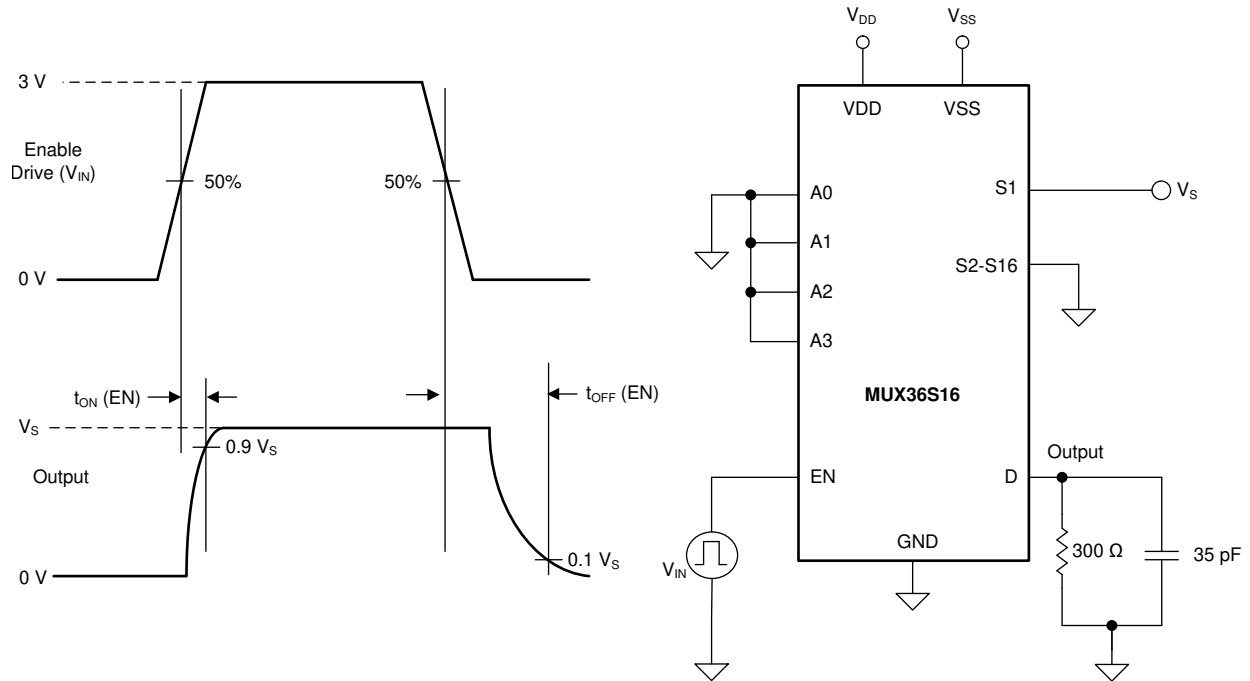 3 V
Enable
Drive (VIN)
50%
50%
0 V
tON (EN)
tOFF (EN)
VS
0.9 VS
Output
0.1 VS
0 V
VDD
VSS
VDD
VSS
A0
A1
A2
A3
S1
VS
S2-S16
MUX36S16
Output
EN
D
GND
VIN
300 Ω
35 pF